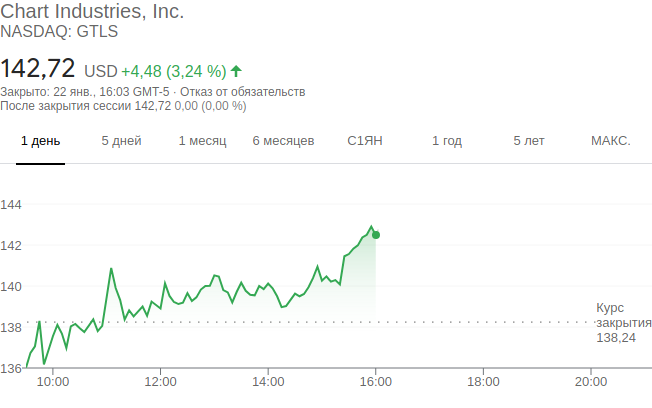 Chart Industries, Inc.
NASDAQ: GTLS
142,72 USD +4,48 (3,24 %)
Закрыто: 22 янв., 16:03 GMT-5 · Отказ от обязательств
После закрытия сессии 142,72 0,00 (0,00 %)
1 день 5 дней 1 месяц 6 месяцев С1ЯН 1 год 5 лет МАКС.
144
142
140
Курс
закрытия
138,24
138
136
10:00 12:00 14:00 16:00 18:00 20:00